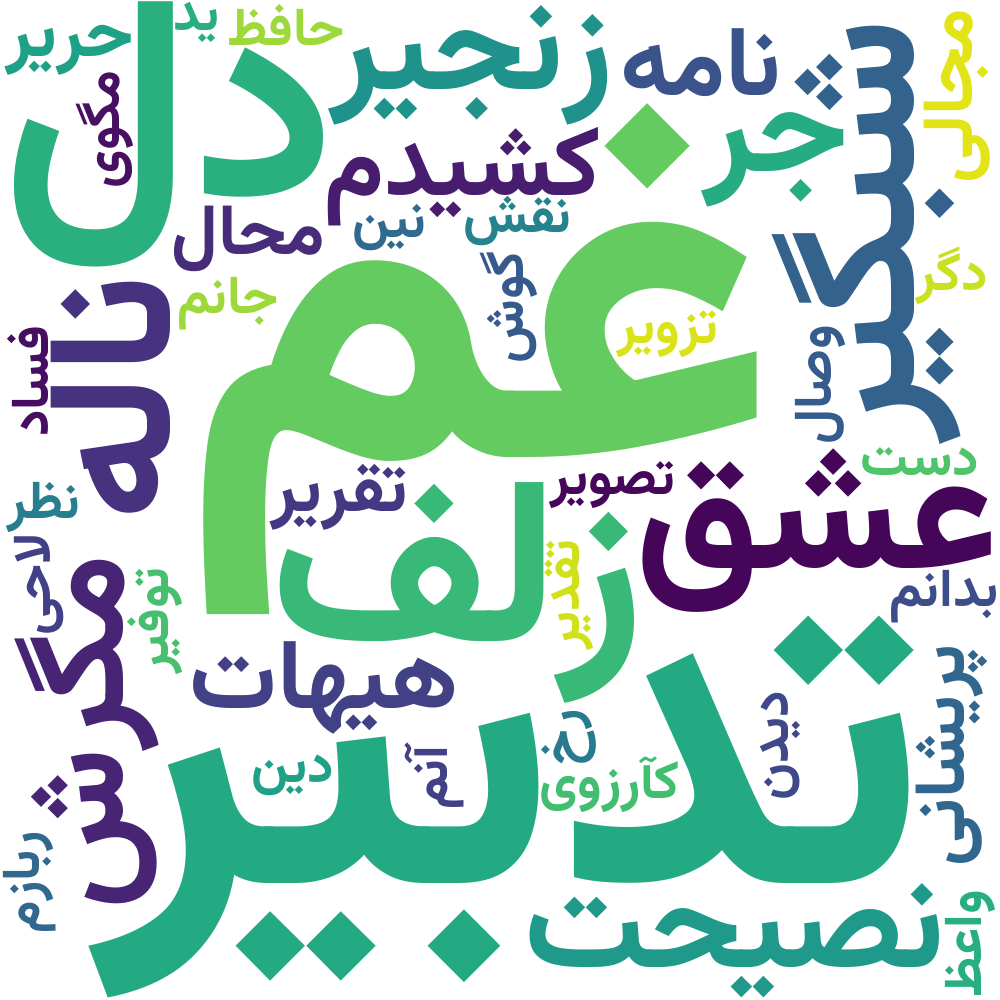 ید
حافظ
حریر
دل
زنجیر
نامه
شبگیر
مجالی
مگوی
جر
کشیدم
نقش
نین
محال
جانم
گوش
دگر
غم
تزویر
ناله
فساد
وصال
دست
عشق
تصویر
تقریر
نظر
زلف
لاحی
توفیر
تقدیر
بدانم
مگرش
هیهات
پریشانی
دیدن
رخ
آنم
دین
کآرزوی
تدبیر
ربازم
نصیحت
واعظ